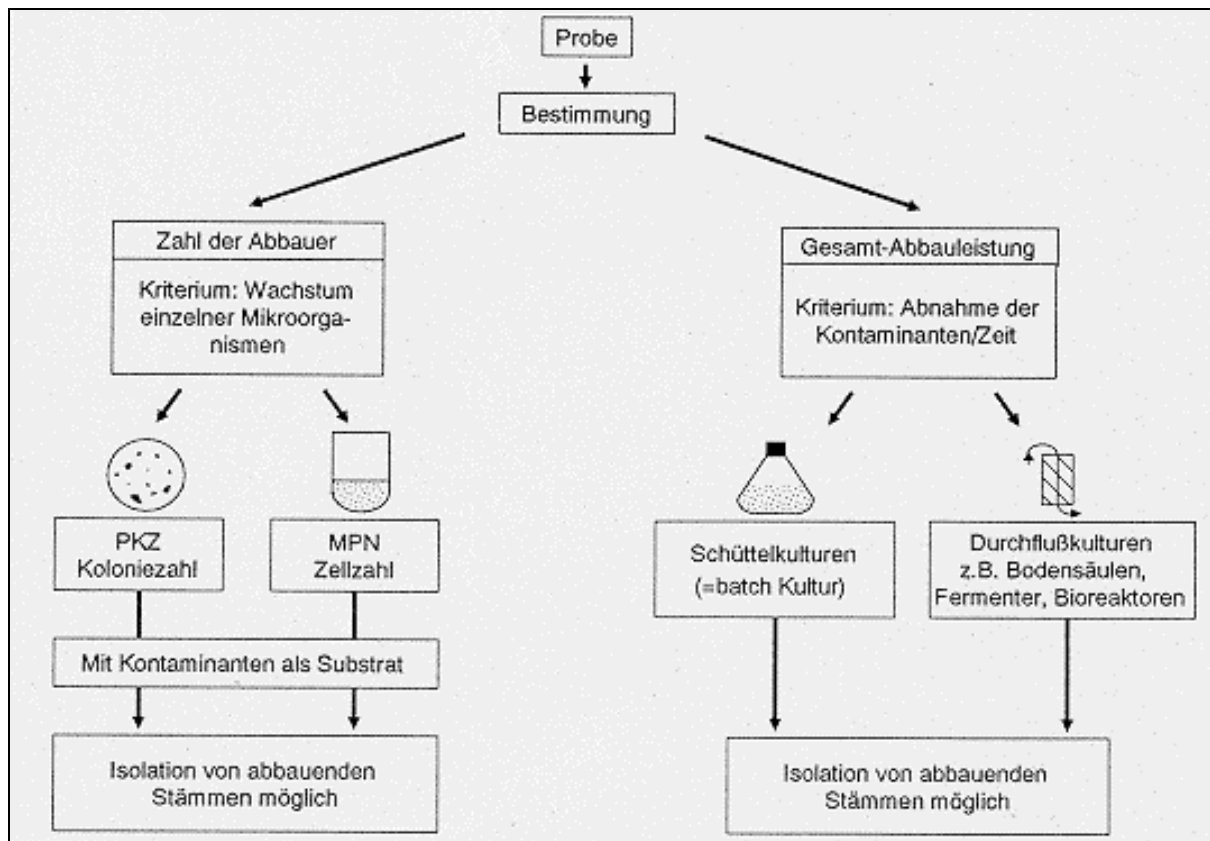 Probe
Bestimmung
Zahl der Abbauer
Kriterium: Wachstum
einzelner Mikroorga-
nismen
PKZ
Koloniezahl
MPN
Zellzahl
Mit Kontaminanten als Substrat
Isolation von abbauenden
Stämmen möglich
Gesamt-Abbauleistung
Kriterium: Abnahme der
Kontaminanten/Zeit
Schüttelkulturen
(=batch Kultur)
Durchflußkulturen
z.B. Bodensäulen,
Fermenter, Bioreaktoren
Isolation von abbauenden
Stämmen möglich